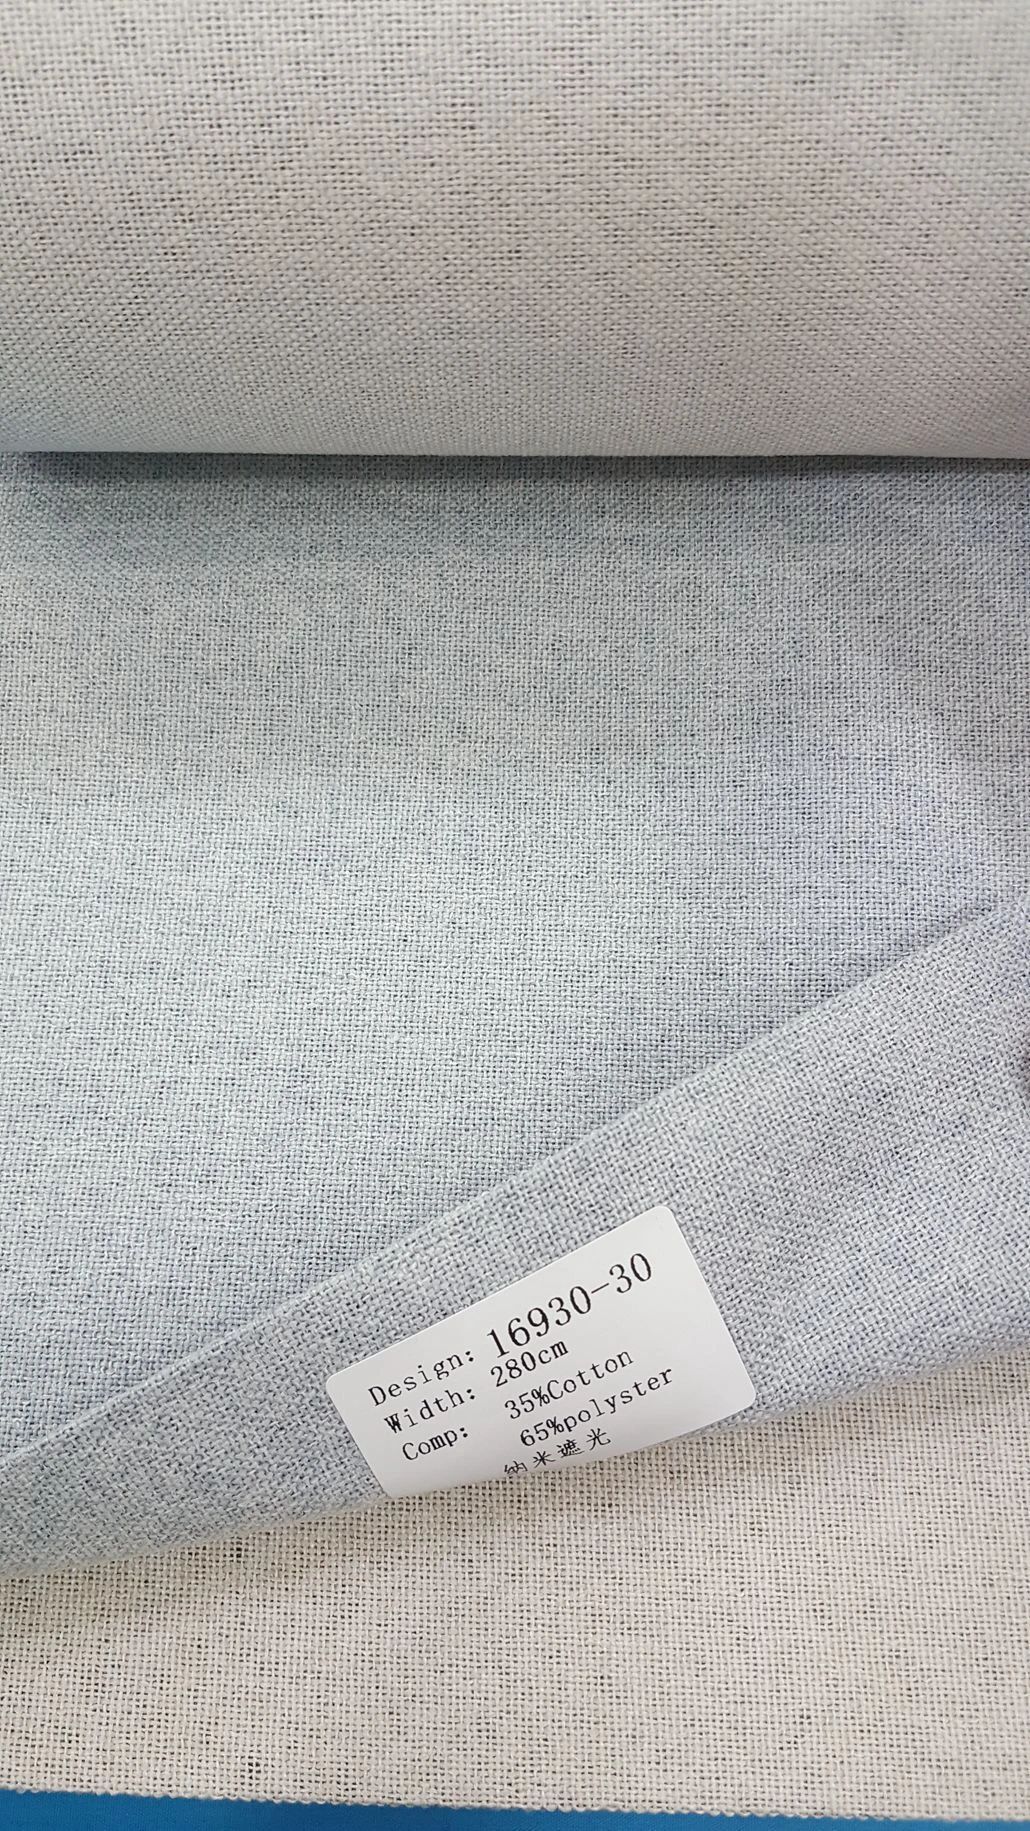 Design: 16930-30
Width: 280cm
Comp: 35%Cotton
65%polyster
纳米遮光